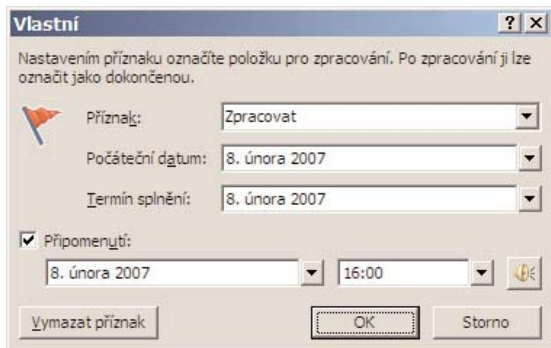 Vlastní
Nastavením příznaku označíte položku pro zpracování. Po zpracování ji lze
označit jako dokončenou.
Příznak: Zpracovat
Počáteční datum: 8. února 2007
Termín splnění: 8. února 2007
Připomenutí:
8. února 2007 16:00
Vymazat příznak OK Storno